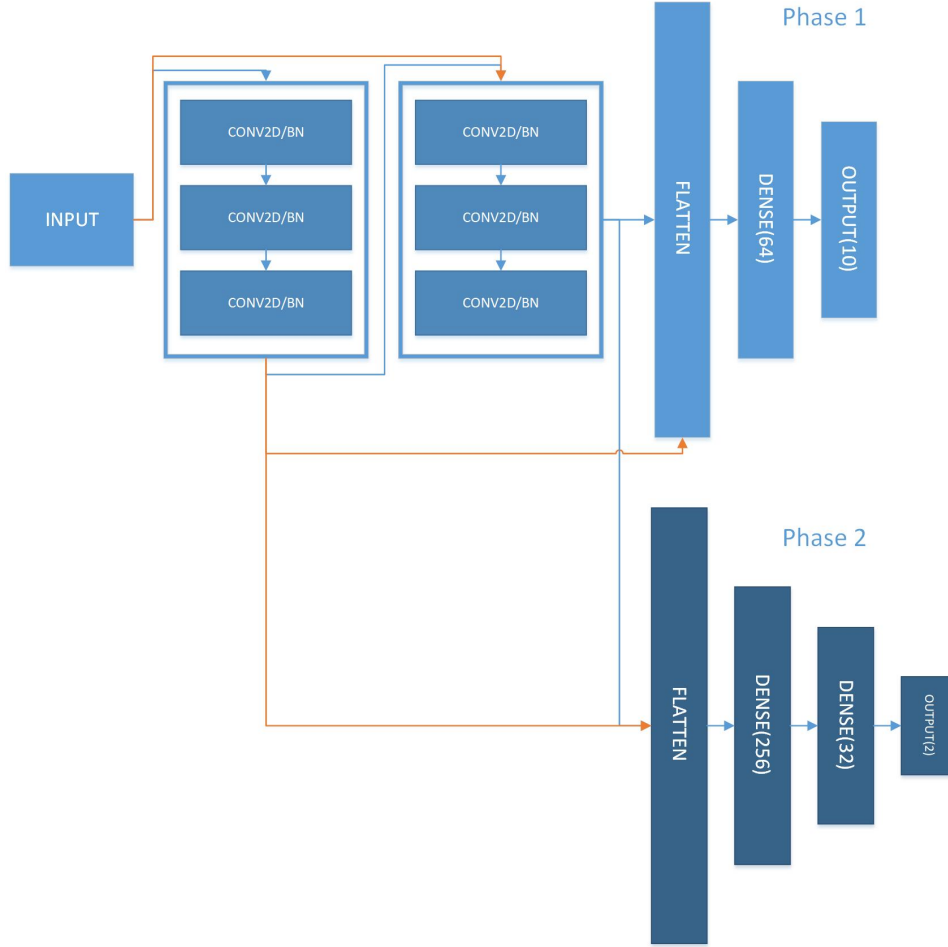 Phase 1
INPUT
CONV2D/BN
CONV2D/BN
CONV2D/BN
CONV2D/BN
CONV2D/BN
CONV2D/BN
FLATTEN
DENSE(64)
OUTPUT(10)
Phase 2
FLATTEN
DENSE(256)
DENSE(32)
OUTPUT(2)